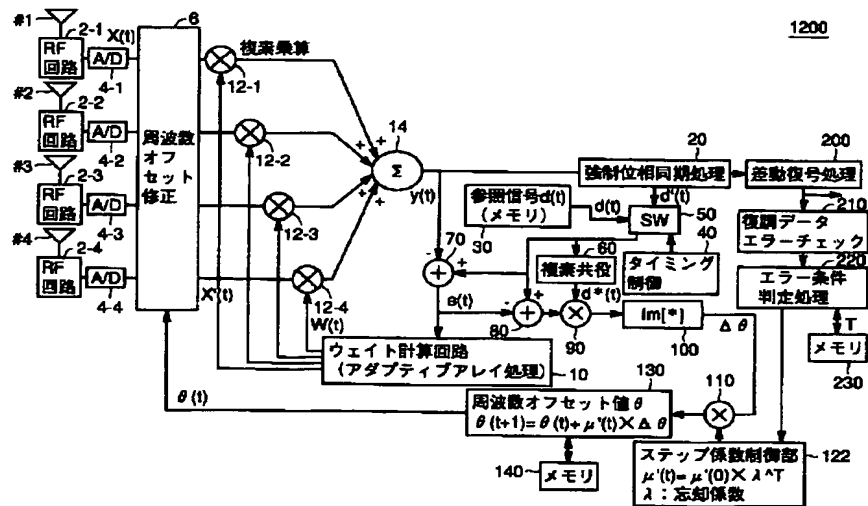 1200
#1
2-1
RF
回路
A/D
4-1
X(t)
6
#2
2-2
RF
回路
A/D
4-2
#3
2-3
RF
回路
A/D
4-3
#4
2-4
RF
回路
A/D
4-4
周波数
オフ
セット
修正
複素乗算
12-1
12-2
12-3
12-4
X'(t)
W(t)
14
Σ
+
+
+
+
y(t)
20
強制位相同期処理
200
差動復号処理
参照信号d(t)
(メモリ)
30
d(t)
d'(t)
SW
50
40
タイミング
制御
210
復調データ
エラーチェック
220
エラー条件
判定処理
T
メモリ
230
70
-
+
+
e(t)
60
複素共役
d*(t)
-
+
+
80
90
Im[*]
100
Δθ
ウェイト計算回路
(アダプティブアレイ処理)
10
130
周波数オフセット値θ
θ(t+1)=θ(t)+μ'(t)×Δθ
θ(t)
110
140
メモリ
ステップ係数制御部
μ'(t)=μ'(0)×λ^T
λ:忘却係数
122